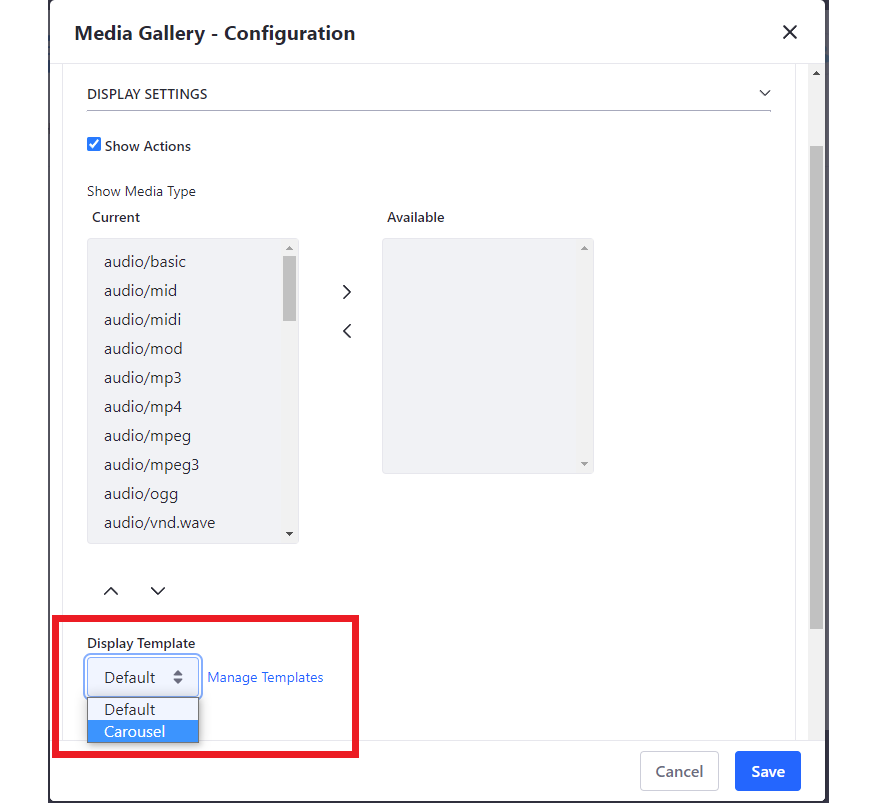 Media Gallery - Configuration
DISPLAY SETTINGS
Show Actions
Show Media Type
Current
Available
audio/basic
audio/mid
audio/midi
audio/mod
audio/mp3
audio/mp4
audio/mpeg
audio/mpeg3
audio/ogg
audio/vnd.wave
Display Template
Default
Manage Templates
Default
Carousel
Cancel
Save